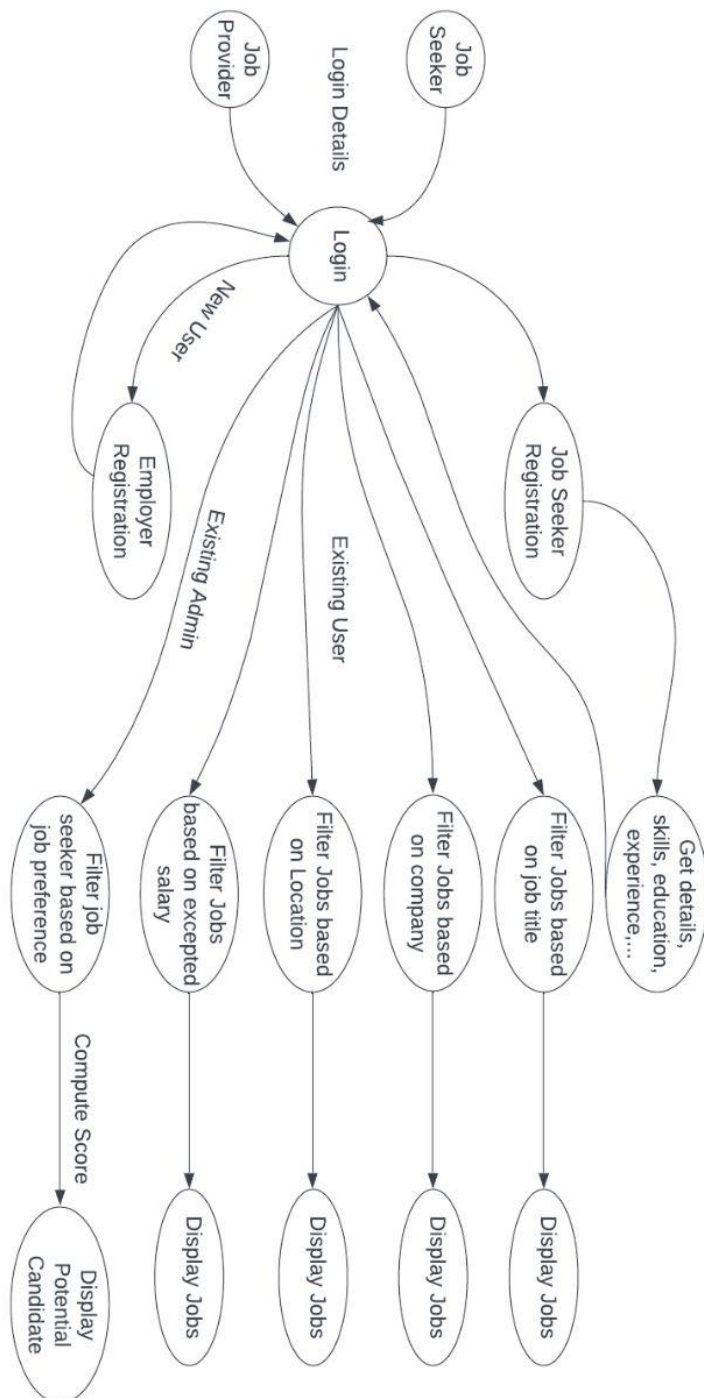 Job
Seeker
Login Details
Job
Provider
Login
New User
Job Seeker
Registration
Employer
Registration
Existing User
Existing Admin
Get details,
skills, education,
experience,...
Filter Jobs based
on job title
Filter Jobs based
on company
Filter Jobs based
on Location
Filter Jobs
based on excepted
salary
Filter job
seeker based on
job preference
Compute Score
Display Jobs
Display Jobs
Display Jobs
Display Jobs
Display
Potential
Candidate